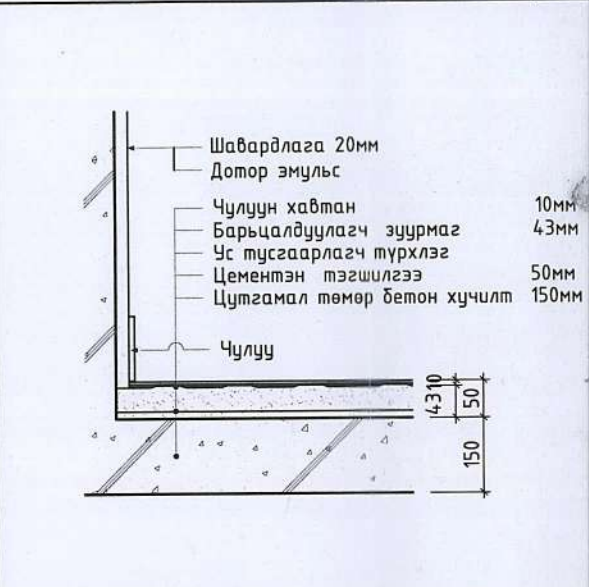 Шавардлага 20мм
Дотор эмульс
Чулуун хавтан 10мм
Барьцалдуулагч зуурмаг 43мм
Ус тусгаарлагч түрхлэг
Цементэн тэгшилгээ 50мм
Цутгамал төмөр бетон хучилт 150мм
Чулуу
43 10
50
150